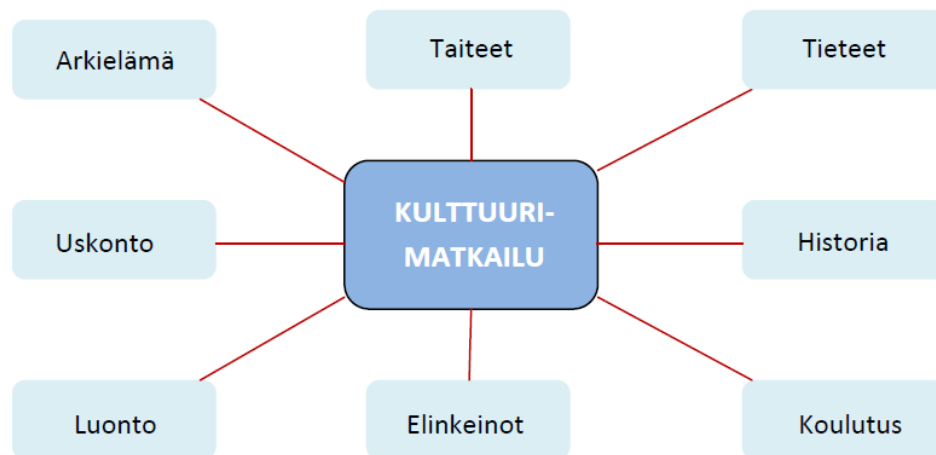 Arkielämä
Taiteet
Tieteet
KULTTUURI-
MATKAILU
Uskonto
Historia
Luonto
Elinkeinot
Koulutus